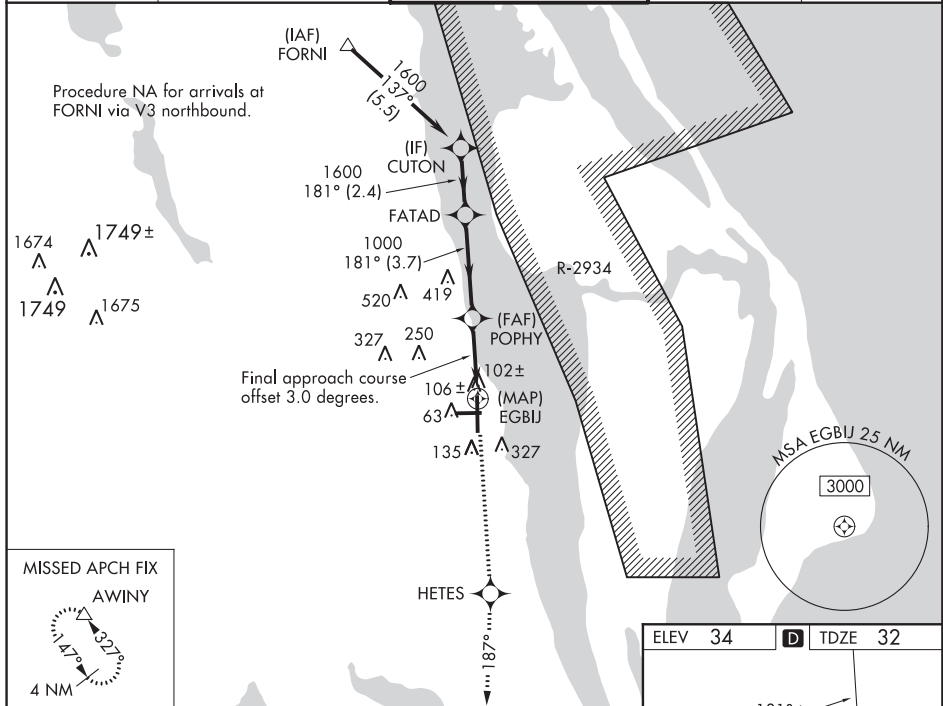 (IAF)
FORNI
1600
137°
(5.5)
Procedure NA for arrivals at
FORNI via V3 northbound.
(IF)
CUTON
1600
181° (2.4)
FATAD
1674
1749±
1000
181° (3.7)
R-2934
1749
1675
520
419
(FAF)
POPHY
327
250
Final approach course
offset 3.0 degrees.
102±
106±
(MAP)
EGBIJ
63
135
327
MSA EGBIJ 25 NM
3000
MISSED APCH FIX
AWINY
327°
147°
4 NM
HETES
187°
ELEV 34 D TDZE 32